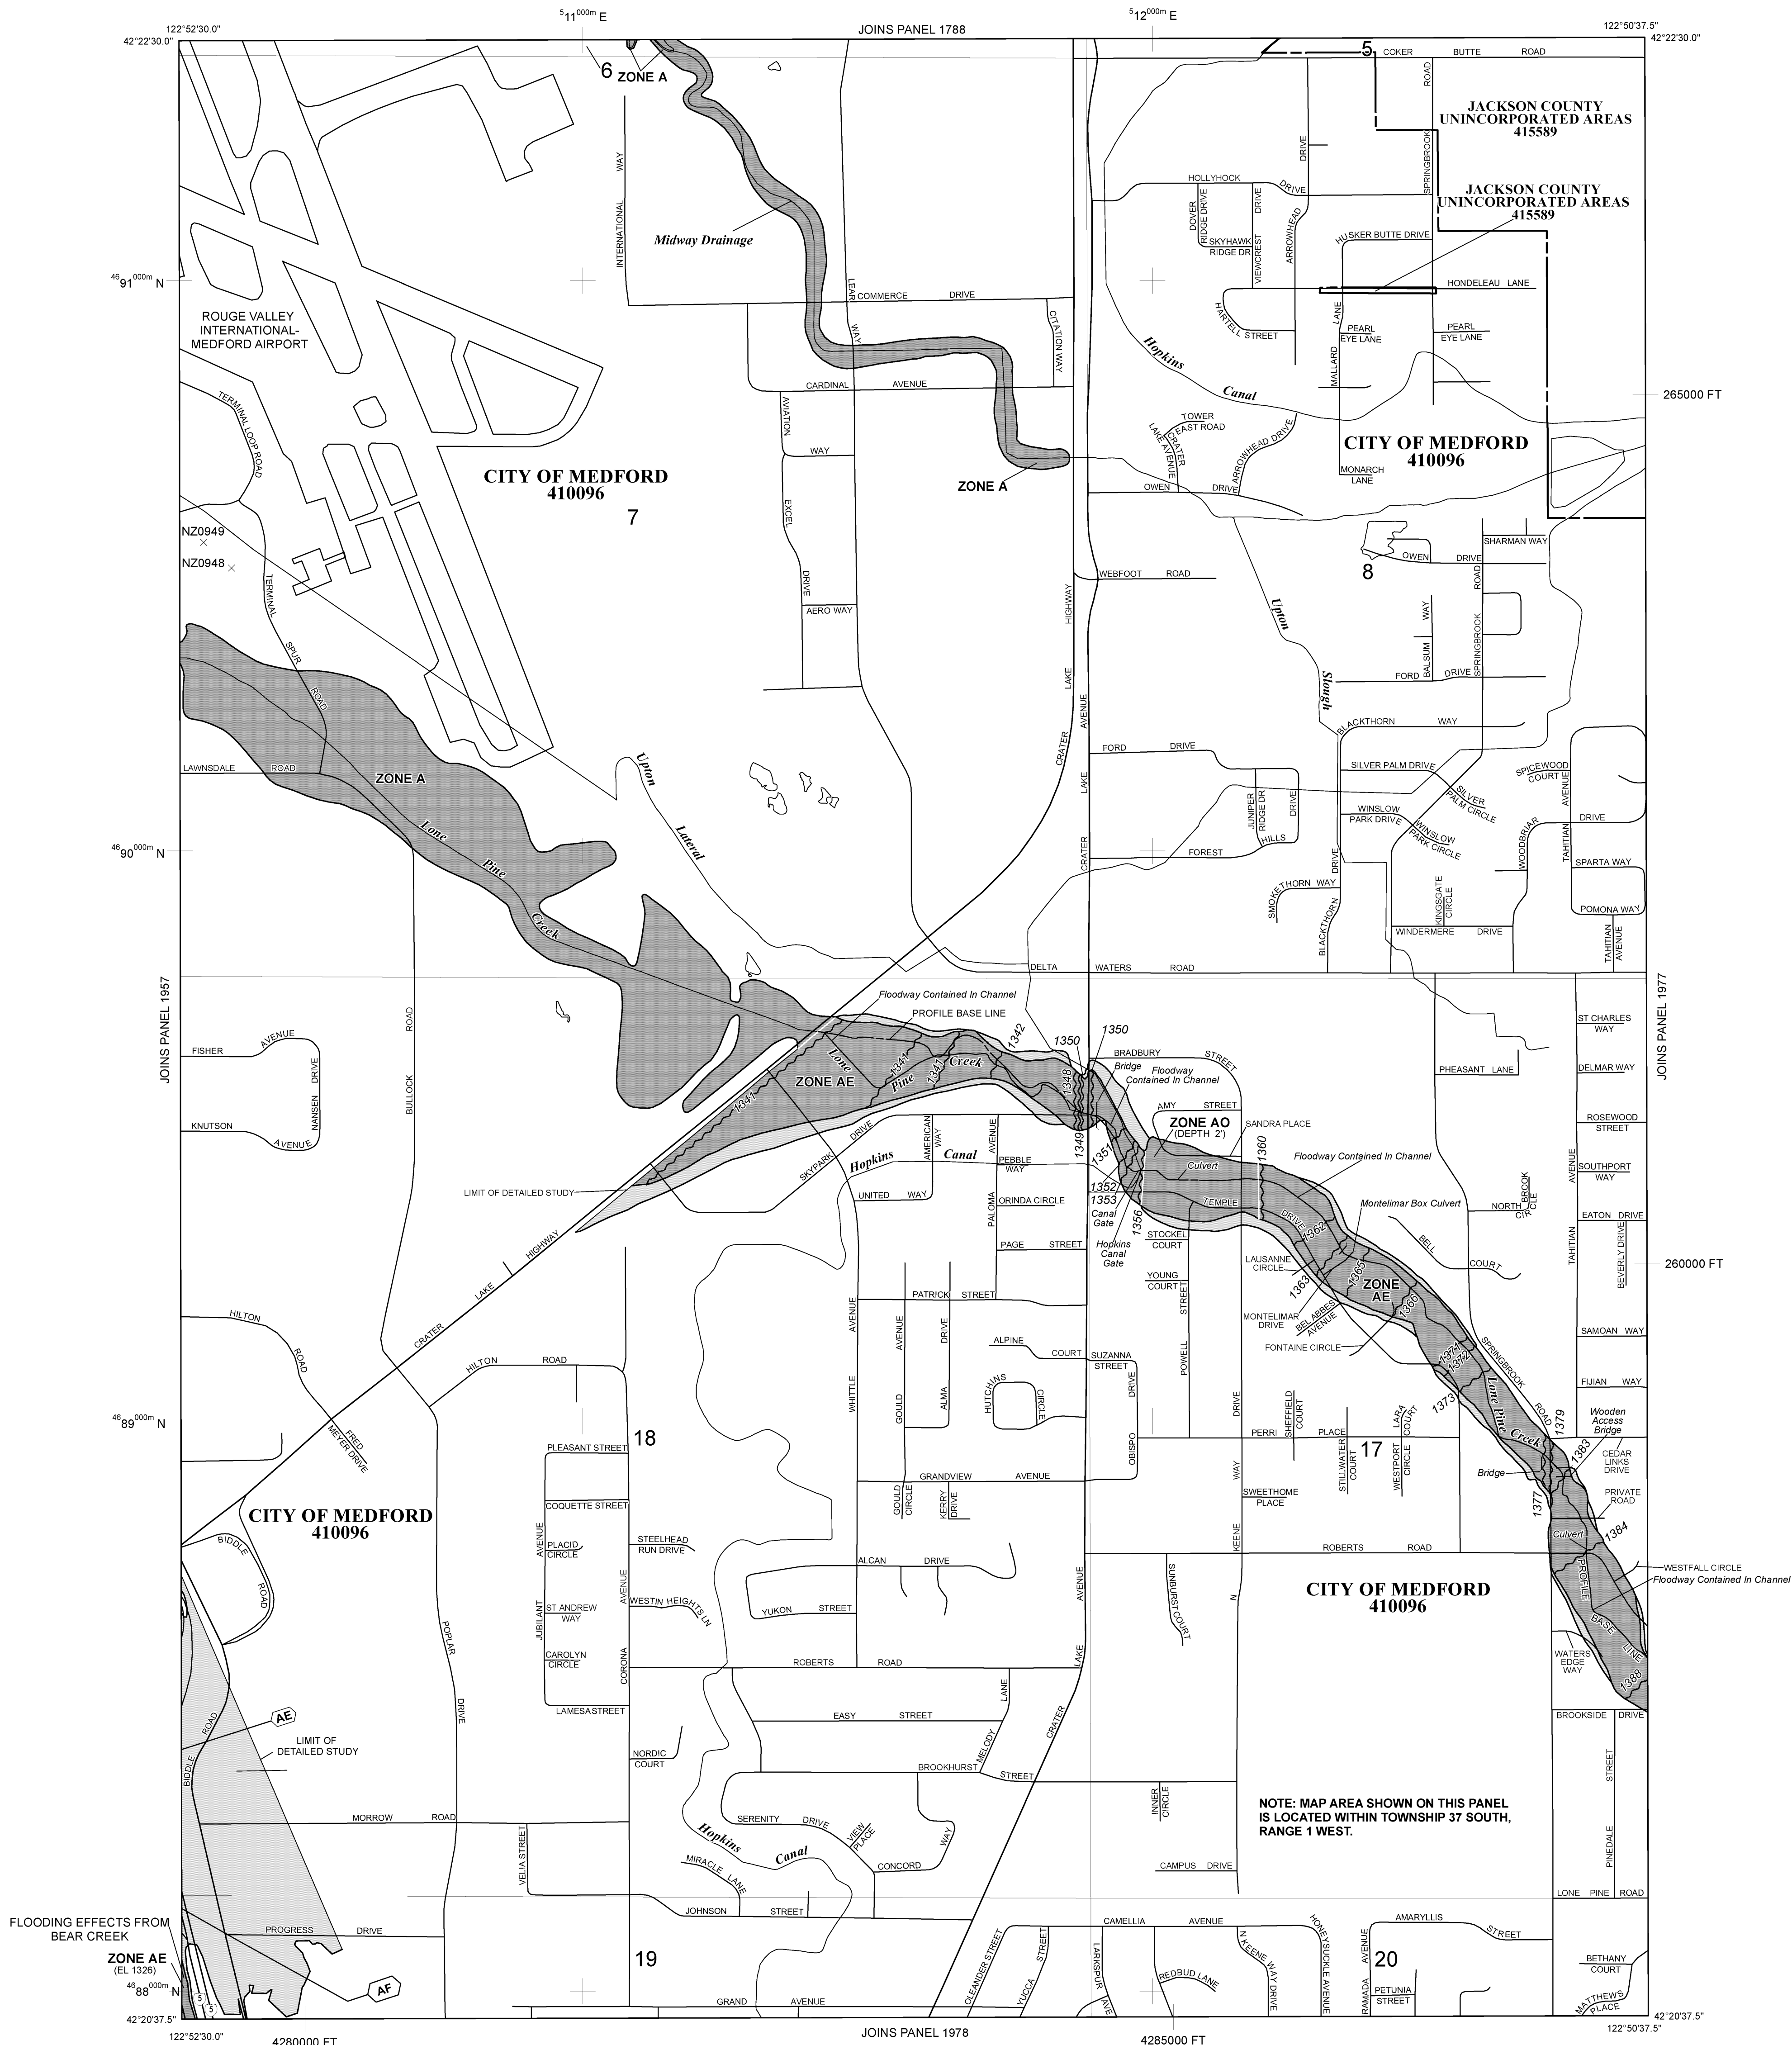 5 11 000m E
5 12 000m E
122°52'30.0"
JOINS PANEL 1788
122°50'37.5"
42°22'30.0"
42°22'30.0"
6
ZONE A
5
COKER BUTTE ROAD
JACKSON COUNTY
UNINCORPORATED AREAS
415589
ROAD
SPRINGBROOK
DRIVE
HOLLYHOCK DRIVE
DOVER
RIDGE DRIVE
SKYHAWK
RIDGE DR
VIEWCREST DRIVE
ARROWHEAD
JACKSON COUNTY
UNINCORPORATED AREAS
415589
HUSKER BUTTE DRIVE
HONDELEAU LANE
HARTELL STREET
MALLARD LANE
PEARL
EYE LANE
PEARL
EYE LANE
INTERNATIONAL WAY
Midway Drainage
46 91 000m N
LEAR WAY
COMMERCE DRIVE
CITATION WAY
ROUGE VALLEY
INTERNATIONAL-
MEDFORD AIRPORT
Hopkins Canal
265000 FT
CARDINAL AVENUE
TERMINAL LOOP ROAD
AVIATION
WAY
TOWER
EAST ROAD
CRATER
LAKE AVENUE
ARROWHEAD DRIVE
CITY OF MEDFORD
410096
MONARCH
LANE
CITY OF MEDFORD
410096
7
ZONE A
OWEN DRIVE
EXCEL DRIVE
NZ0949
NZ0948
SHARMAN WAY
OWEN DRIVE
8
WEBFOOT ROAD
TERMINAL SPUR ROAD
AERO WAY
HIGHWAY
LAKE
CRATER
Upton Slough
BALSUM WAY
SPRINGBROOK ROAD
FORD DRIVE
BLACKTHORN WAY
CRATER LAKE AVENUE
FORD DRIVE
SILVER PALM DRIVE
SILVER
PALM CIRCLE
SPICEWOOD
COURT
TAHITIAN AVENUE
LAWNSDALE ROAD
ZONE A
Upton Lateral
JUNIPER
RIDGE DR
DRIVE
HILLS
FOREST
WINSLOW
PARK DRIVE
WINSLOW
PARK CIRCLE
WOODBRIAR
DRIVE
SPARTA WAY
46 90 000m N
Lone Pine Creek
SMOKETHORN WAY
BLACKTHORN DRIVE
KINGSGATE
CIRCLE
POMONA WAY
WINDERMERE DRIVE
TAHITIAN
AVENUE
DELTA WATERS ROAD
JOINS PANEL 1957
JOINS PANEL 1977
Floodway Contained In Channel
PROFILE BASE LINE
BULLOCK ROAD
FISHER AVENUE
NANSEN DRIVE
KNUTSON AVENUE
ZONE AE
Lone Pine Creek
1341
1341
1341
1342
1350
1350
1348
1349
BRADBURY STREET
Bridge
Floodway
Contained In Channel
AMY STREET
ZONE AO
(DEPTH 2')
SANDRA PLACE
1360
Floodway Contained In Channel
ST CHARLES
WAY
PHEASANT LANE
DELMAR WAY
ROSEWOOD
STREET
SOUTHPORT
WAY
NORTHBROOK
CIRCLE
EATON DRIVE
BEVERLY DRIVE
TAHITIAN AVENUE
SKYPARK DRIVE
AMERICAN
WAY
PALOMA AVENUE
Hopkins Canal
PEBBLE
WAY
LIMIT OF DETAILED STUDY
UNITED WAY
ORINDA CIRCLE
PAGE STREET
1351
1352
1353
Canal
Gate
1356
Hopkins
Canal
Gate
Culvert
TEMPLE DRIVE
1362
Montelimar Box Culvert
STOCKEL
COURT
LAUSANNE
CIRCLE
1363
1365
ZONE
AE
1366
BELL COURT
260000 FT
YOUNG
COURT
POWELL STREET
MONTELIMAR
DRIVE
BEL ABBES
AVENUE
FONTAINE CIRCLE
CRATER LAKE HIGHWAY
HILTON ROAD
HILTON ROAD
PATRICK STREET
WHITTLE AVENUE
GOULD AVENUE
ALMA DRIVE
ALPINE COURT
SUZANNA
STREET
HUTCHINS CIRCLE
OBISPO DRIVE
SAMOAN WAY
FIJIAN WAY
1371
1372
1373
SPRINGBROOK ROAD
Lone Pine Creek
1379
Wooden
Access
Bridge
1383
CEDAR
LINKS
DRIVE
Bridge
1377
PRIVATE
ROAD
46 89 000m N
FRED
MEYER DRIVE
18
PLEASANT STREET
PERRI PLACE
SHEFFIELD
COURT
17
STILLWATER
COURT
LARA
COURT
WESTPORT
CIRCLE
SWEETHOME
PLACE
GRANDVIEW AVENUE
GOULD
CIRCLE
KERRY
DRIVE
CITY OF MEDFORD
410096
COQUETTE STREET
PLACID
CIRCLE
STEELHEAD
RUN DRIVE
Culvert
1384
BIDDLE ROAD
ALCAN DRIVE
N KEENE WAY DRIVE
ROBERTS ROAD
WESTFALL CIRCLE
Floodway Contained In Channel
CITY OF MEDFORD
410096
PROFILE BASE LINE
JUBILANT AVENUE
ST ANDREW
WAY
CORONA AVENUE
WESTIN HEIGHTS LN
YUKON STREET
SUNBURST COURT
CAROLYN
CIRCLE
ROBERTS ROAD
LAKE AVENUE
WATERS
EDGE
WAY
1388
POPLAR DRIVE
LAMESA STREET
EASY STREET
MELODY LANE
CRATER
BROOKSIDE DRIVE
AE
LIMIT OF
DETAILED STUDY
BIDDLE ROAD
NORDIC
COURT
BROOKHURST STREET
PINEDALE STREET
INNER
CIRCLE
NOTE: MAP AREA SHOWN ON THIS PANEL
IS LOCATED WITHIN TOWNSHIP 37 SOUTH,
RANGE 1 WEST.
MORROW ROAD
VELIA STREET
SERENITY DRIVE
VIEW
PLACE
Hopkins Canal
CONCORD WAY
MIRACLE LANE
CAMPUS DRIVE
LONE PINE ROAD
JOHNSON STREET
FLOODING EFFECTS FROM
BEAR CREEK
PROGRESS DRIVE
CAMELLIA AVENUE
AMARYLLIS STREET
ZONE AE
(EL 1326)
19
OLEANDER STREET
YUCCA STREET
LARKSPUR AVE
REDBUD LANE
N KEENE WAY DRIVE
HONEYSUCKLE AVENUE
RAMADA AVENUE
20
BETHANY
COURT
PETUNIA
STREET
MATTHEWS
PLACE
46 88 000m N
5
5
AF
GRAND AVENUE
42°20'37.5"
42°20'37.5"
122°52'30.0"
JOINS PANEL 1978
122°50'37.5"
4280000 FT
4285000 FT